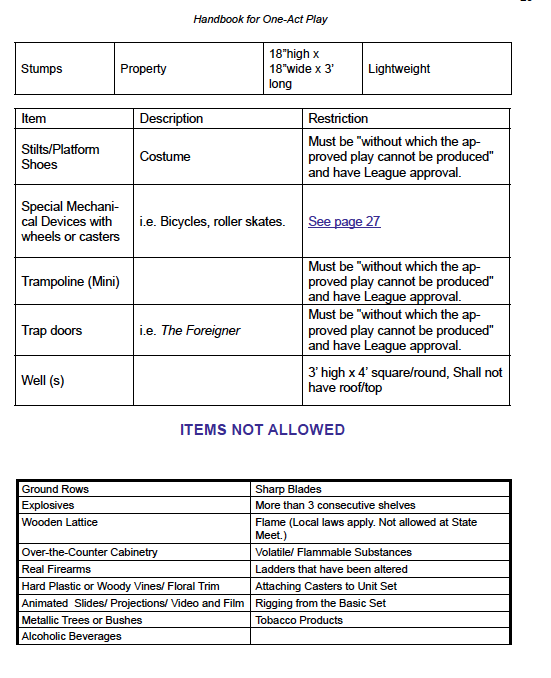 Handbook for One-Act Play
Stumps Property 18"high x 18"wide x 3' long Lightweight
Item Description Restriction
Stilts/Platform Shoes Costume Must be "without which the ap-
proved play cannot be produced"
and have League approval.
Special Mechani-
cal Devices with
wheels or casters i.e. Bicycles, roller skates. See page 27
Trampoline (Mini) Must be "without which the ap-
proved play cannot be produced"
and have League approval.
Trap doors i.e. The Foreigner Must be "without which the ap-
proved play cannot be produced"
and have League approval.
Well (s) 3' high x 4' square/round, Shall not
have roof/top
ITEMS NOT ALLOWED
Ground Rows Sharp Blades
Explosives More than 3 consecutive shelves
Wooden Lattice Flame (Local laws apply. Not allowed at State
Meet.)
Over-the-Counter Cabinetry Volatile/ Flammable Substances
Real Firearms Ladders that have been altered
Hard Plastic or Woody Vines/ Floral Trim Attaching Casters to Unit Set
Animated Slides/ Projections/ Video and Film Rigging from the Basic Set
Metallic Trees or Bushes Tobacco Products
Alcoholic Beverages